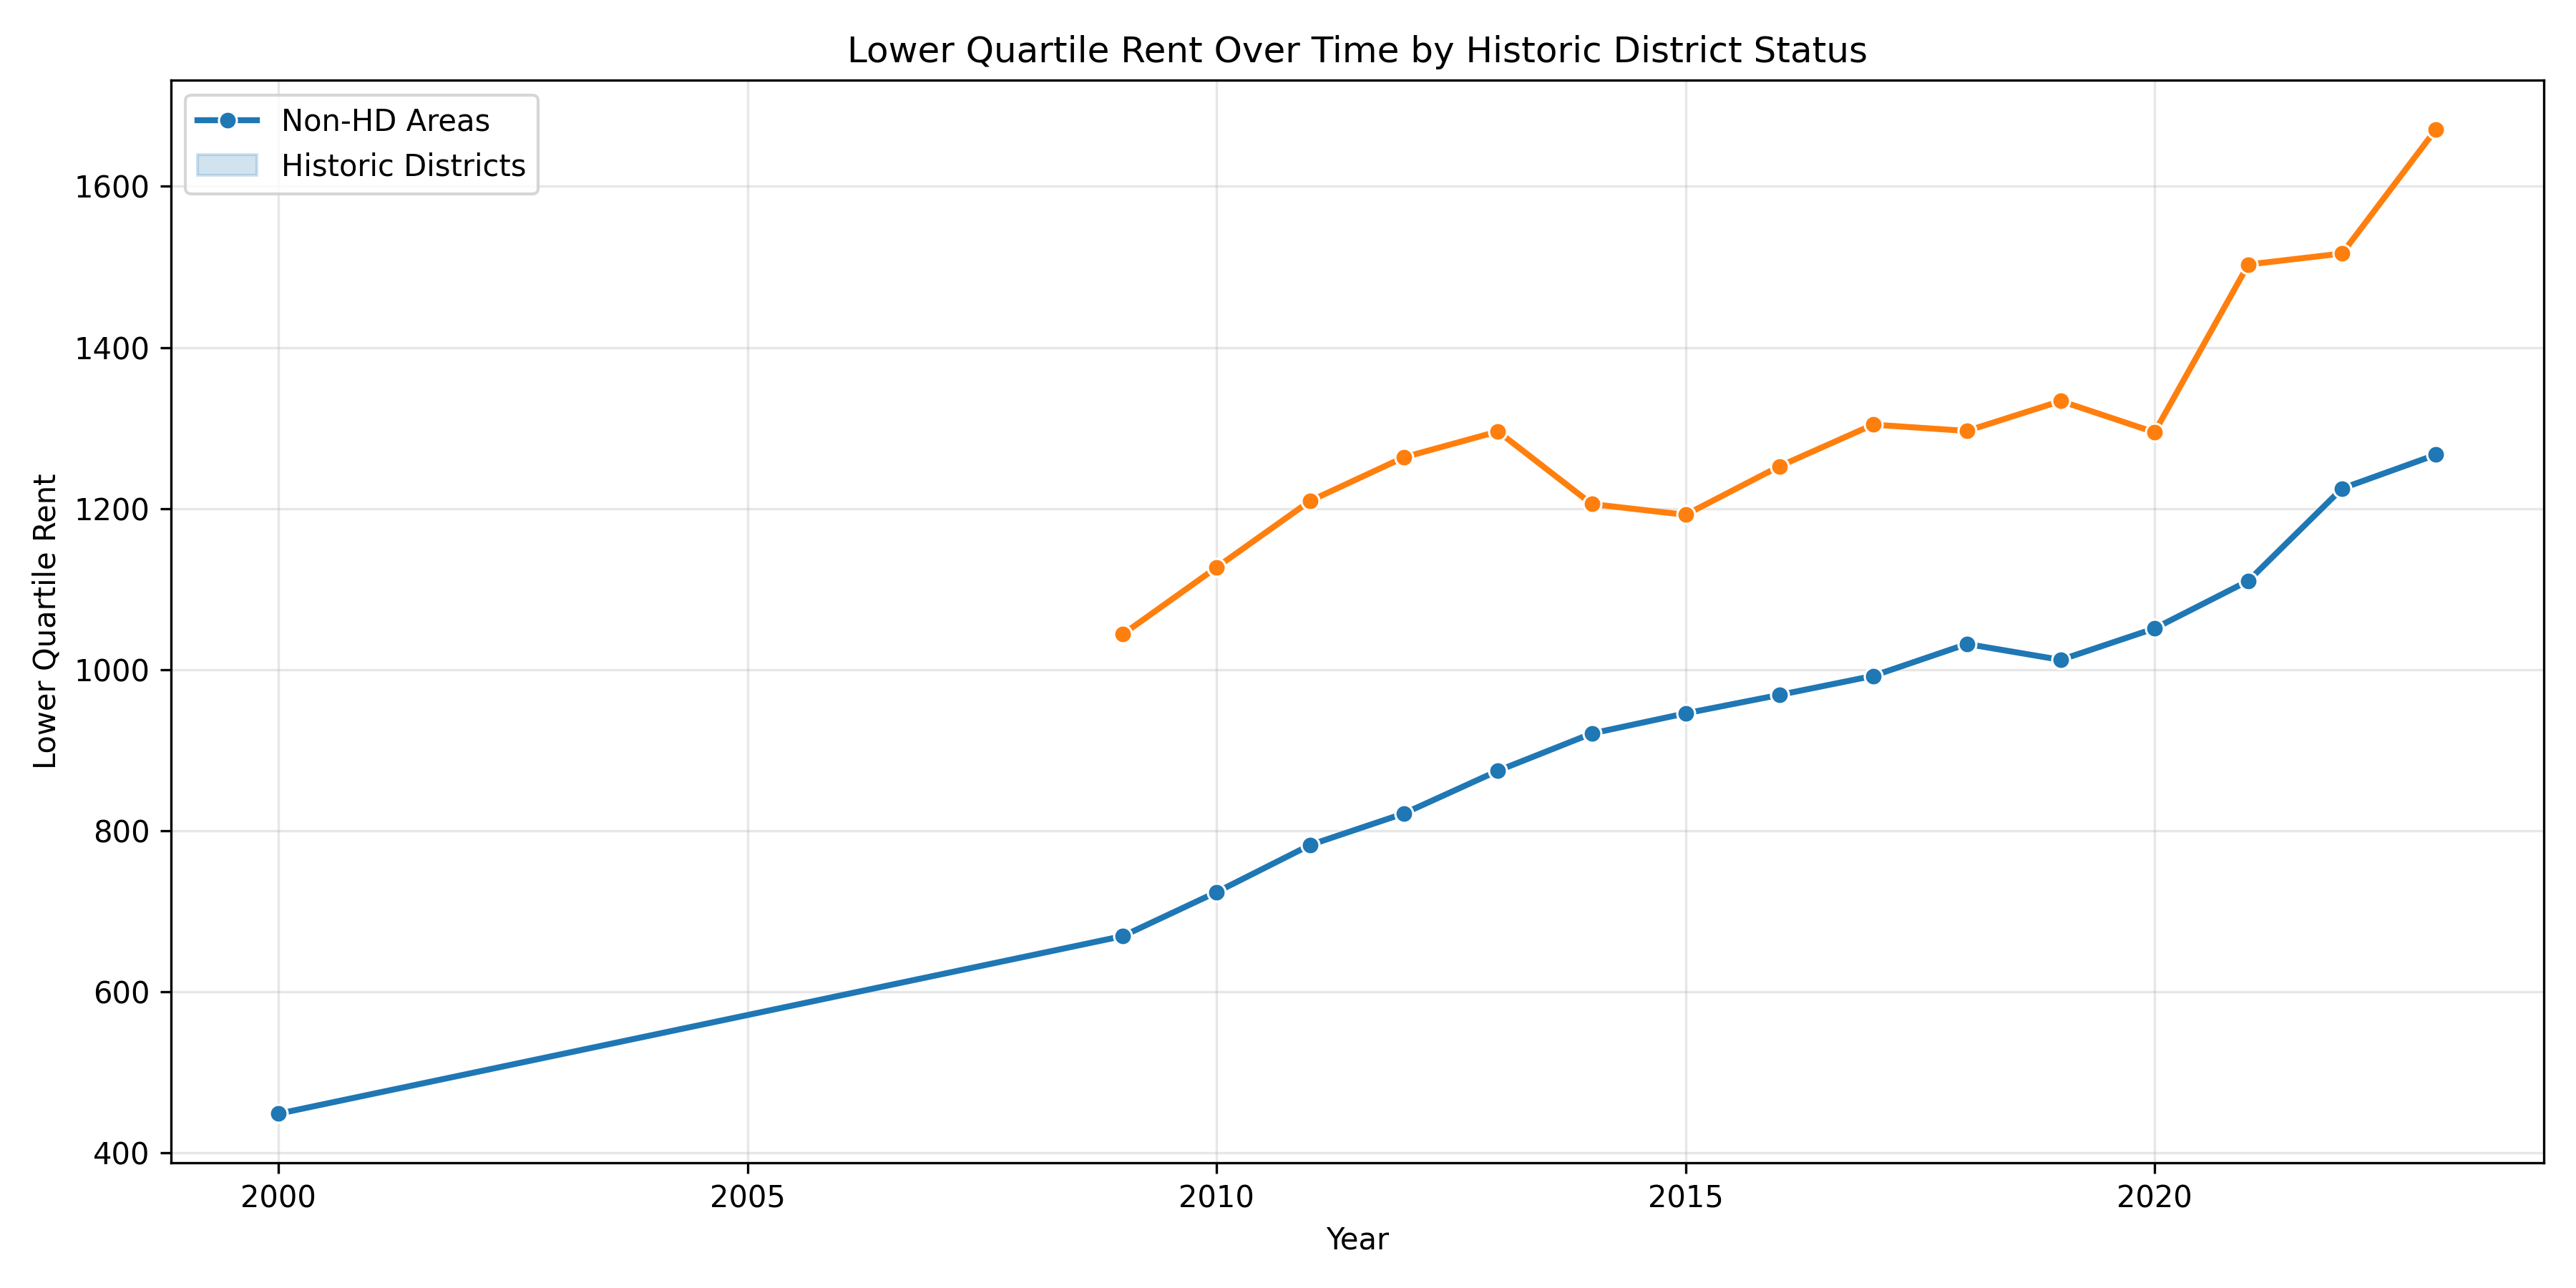 Lower Quartile Rent Over Time by Historic District Status
Non-HD Areas
Historic Districts
1600
1400
1200
1000
800
600
400
Lower Quartile Rent
2000 2005 2010 2015 2020
Year